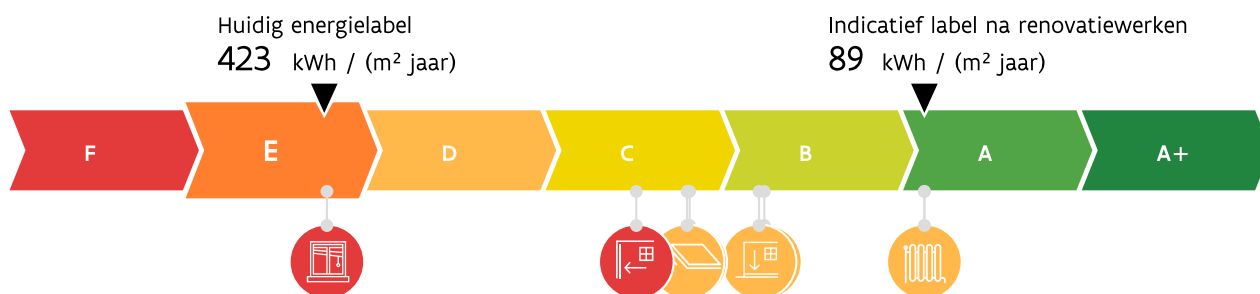 Huidig energielabel
423 kWh / (m² jaar)
Indicatief label na renovatiewerken
89 kWh / (m² jaar)
F E D C B A A+